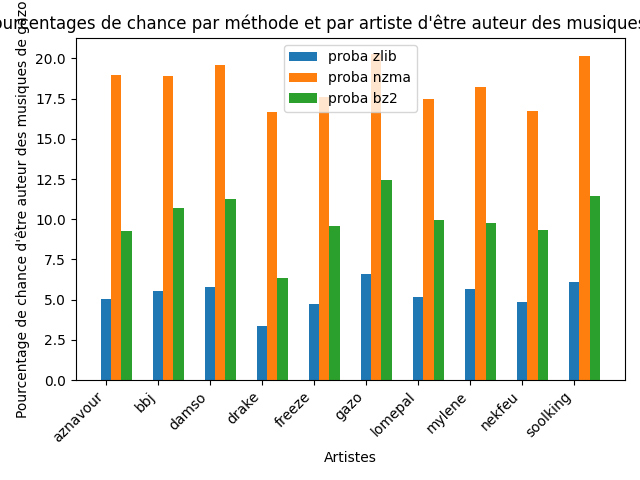 ourcentages de chance par méthode et par artiste d'être auteur des musiques
Pourcentage de chance d'être auteur des musiques de gazo
20.0
17.5
15.0
12.5
10.0
7.5
5.0
2.5
0.0
proba zlib
proba nzma
proba bz2
aznavour
bbj
damso
drake
freeze
gazo
lomepal
mylene
nekfeu
soolking
Artistes